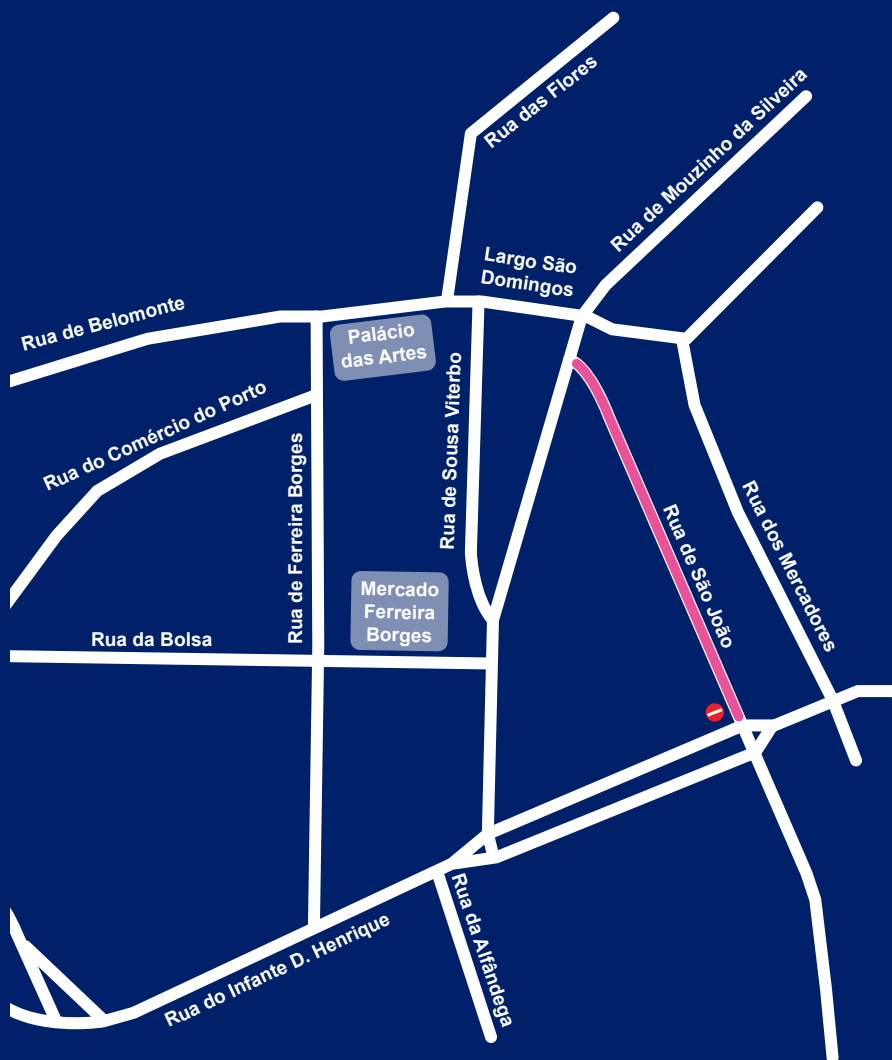 Rua das Flores
Rua de Mouzinho da Silveira
Largo São
Domingos
Rua de Belomonte
Palácio
das Artes
Rua do Comércio do Porto
Rua de Sousa Viterbo
Rua de Ferreira Borges
Rua de São João
Rua dos Mercadores
Mercado
Ferreira
Borges
Rua da Bolsa
Rua da Alfândega
Rua do Infante D. Henrique